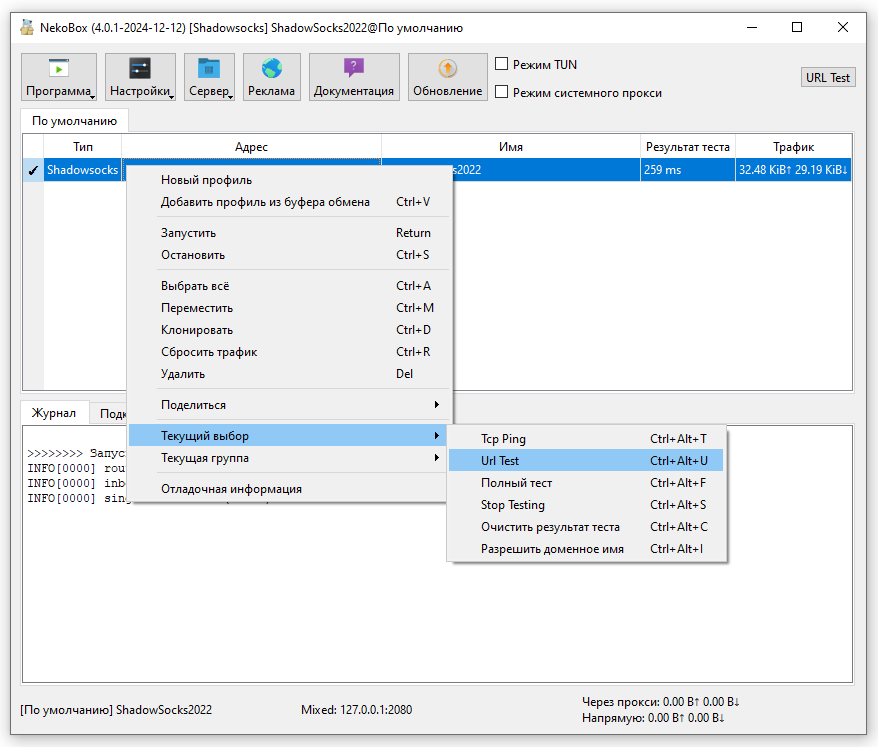 NekoBox (4.0.1-2024-12-12) [Shadowsocks] ShadowSocks2022@По умолчанию
Программа Настройки Сервер Реклама Документация Обновление
Режим TUN
Режим системного прокси
URL Test
По умолчанию
Тип Адрес Имя Результат теста Трафик
Shadowsocks s2022 259 ms 32.48 KiB↑ 29.19 KiB↓
Новый профиль
Добавить профиль из буфера обмена Ctrl+V
Запустить Return
Остановить Ctrl+S
Выбрать всё Ctrl+A
Переместить Ctrl+M
Клонировать Ctrl+D
Сбросить трафик Ctrl+R
Удалить Del
Поделиться
Текущий выбор
Текущая группа
Отладочная информация
Tcp Ping Ctrl+Alt+T
Url Test Ctrl+Alt+U
Полный тест Ctrl+Alt+F
Stop Testing Ctrl+Alt+S
Очистить результат теста Ctrl+Alt+C
Разрешить доменное имя Ctrl+Alt+I
Журнал
>>>>>>>> Запус
INFO[0000] rou
INFO[0000] inb
INFO[0000] sin
[По умолчанию] ShadowSocks2022
Mixed: 127.0.0.1:2080
Через прокси: 0.00 B↑ 0.00 B↓
Напрямую: 0.00 B↑ 0.00 B↓